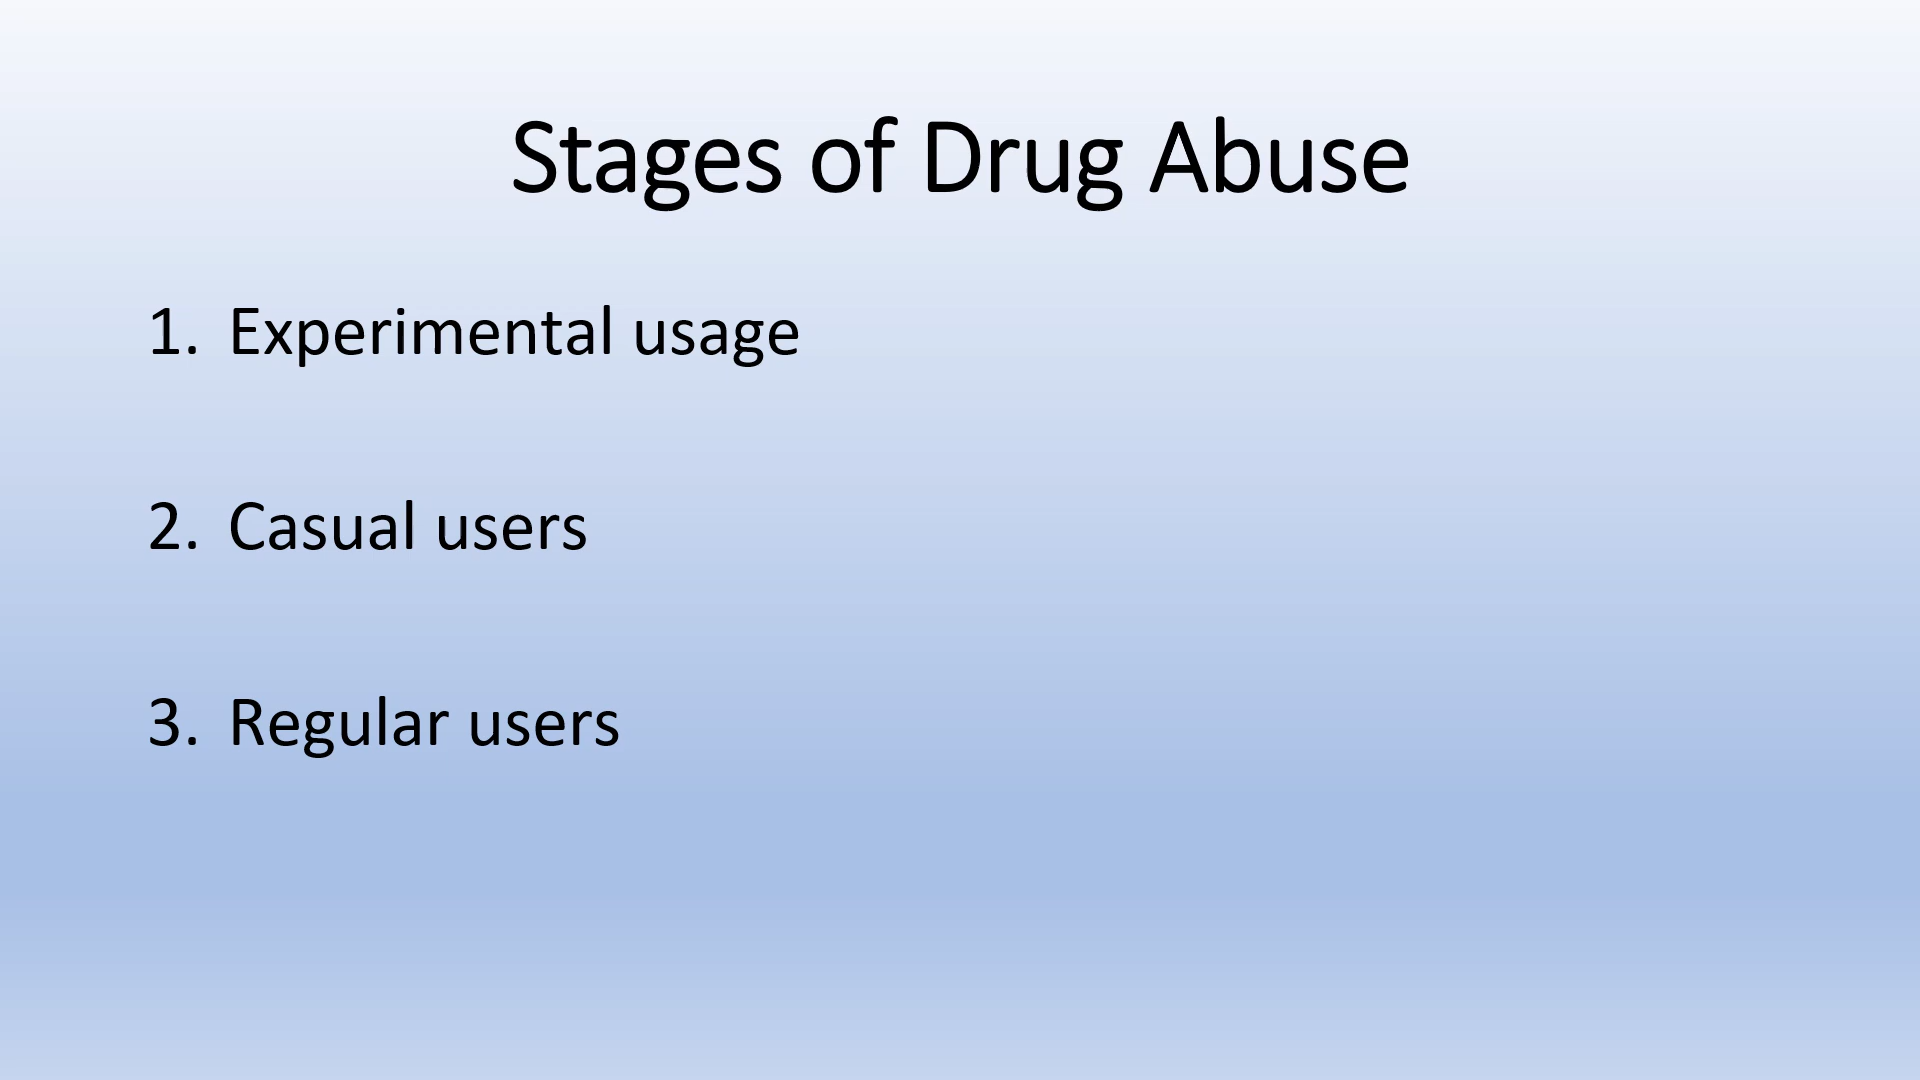 Stages of Drug Abuse
1. Experimental usage
2. Casual users
3. Regular users